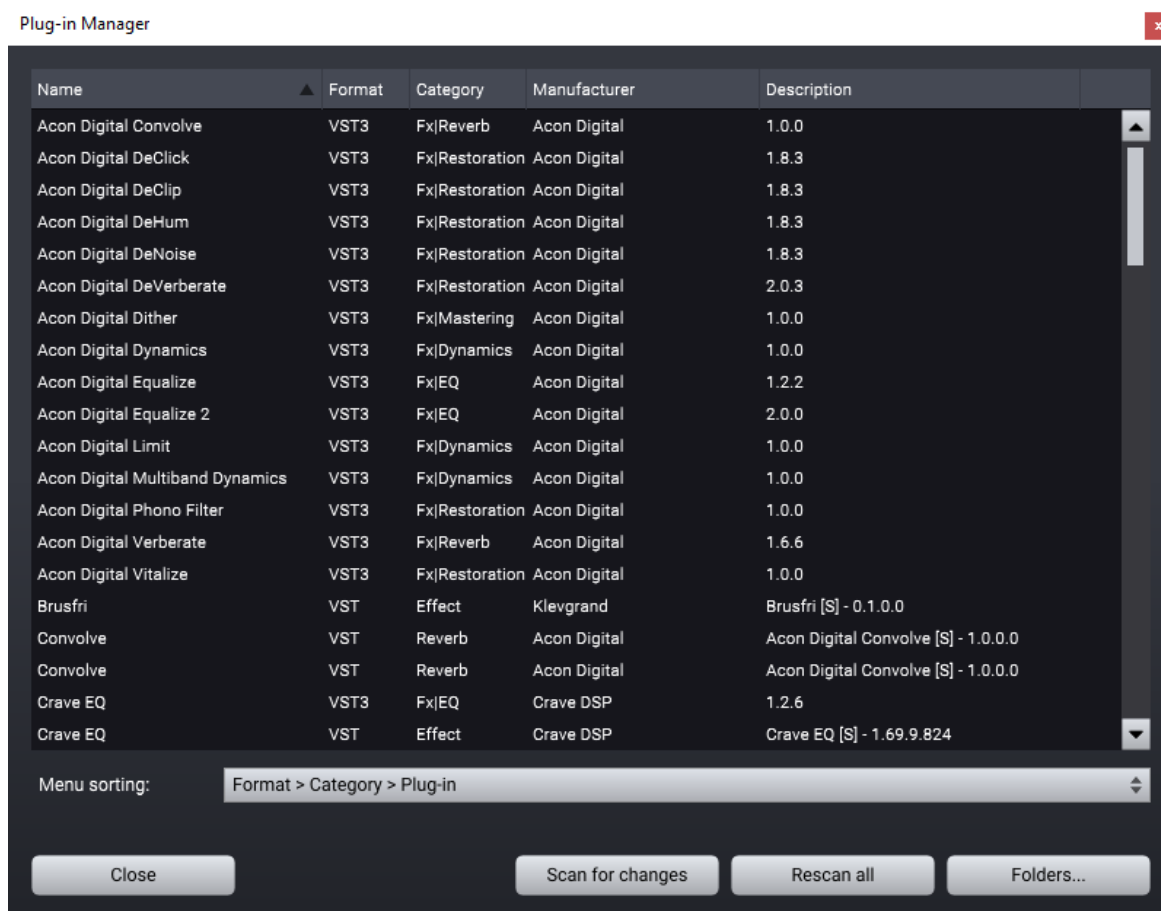 Plug-in Manager
x
Name Format Category Manufacturer Description
Acon Digital Convolve VST3 Fx|Reverb Acon Digital 1.0.0
Acon Digital DeClick VST3 Fx|Restoration Acon Digital 1.8.3
Acon Digital DeClip VST3 Fx|Restoration Acon Digital 1.8.3
Acon Digital DeHum VST3 Fx|Restoration Acon Digital 1.8.3
Acon Digital DeNoise VST3 Fx|Restoration Acon Digital 1.8.3
Acon Digital DeVerberate VST3 Fx|Restoration Acon Digital 2.0.3
Acon Digital Dither VST3 Fx|Mastering Acon Digital 1.0.0
Acon Digital Dynamics VST3 Fx|Dynamics Acon Digital 1.0.0
Acon Digital Equalize VST3 Fx|EQ Acon Digital 1.2.2
Acon Digital Equalize 2 VST3 Fx|EQ Acon Digital 2.0.0
Acon Digital Limit VST3 Fx|Dynamics Acon Digital 1.0.0
Acon Digital Multiband Dynamics VST3 Fx|Dynamics Acon Digital 1.0.0
Acon Digital Phono Filter VST3 Fx|Restoration Acon Digital 1.0.0
Acon Digital Verberate VST3 Fx|Reverb Acon Digital 1.6.6
Acon Digital Vitalize VST3 Fx|Restoration Acon Digital 1.0.0
Brusfri VST Effect Klevgrand Brusfri [S] - 0.1.0.0
Convolve VST Reverb Acon Digital Acon Digital Convolve [S] - 1.0.0.0
Convolve VST Reverb Acon Digital Acon Digital Convolve [S] - 1.0.0.0
Crave EQ VST3 Fx|EQ Crave DSP 1.2.6
Crave EQ VST Effect Crave DSP Crave EQ [S] - 1.69.9.824
Menu sorting: Format > Category > Plug-in
Close Scan for changes Rescan all Folders...